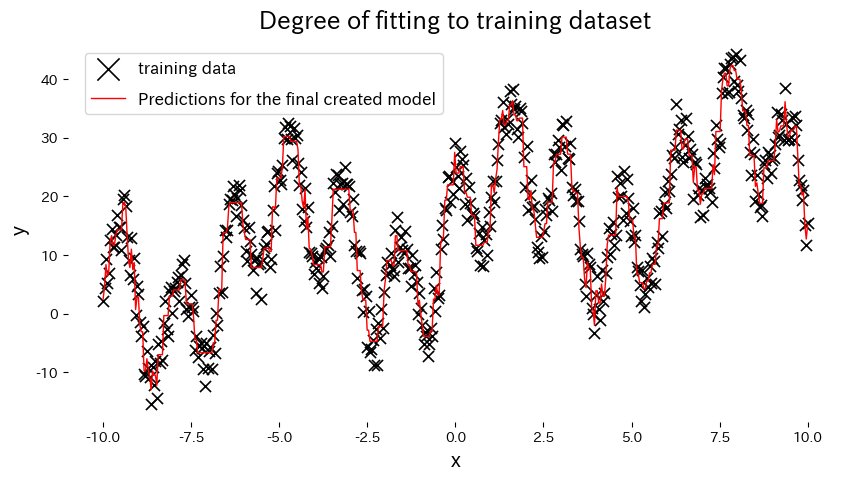 Degree of fitting to training dataset
training data
Predictions for the final created model
40
30
20
10
0
-10
y
-10.0 -7.5 -5.0 -2.5 0.0 2.5 5.0 7.5 10.0
x